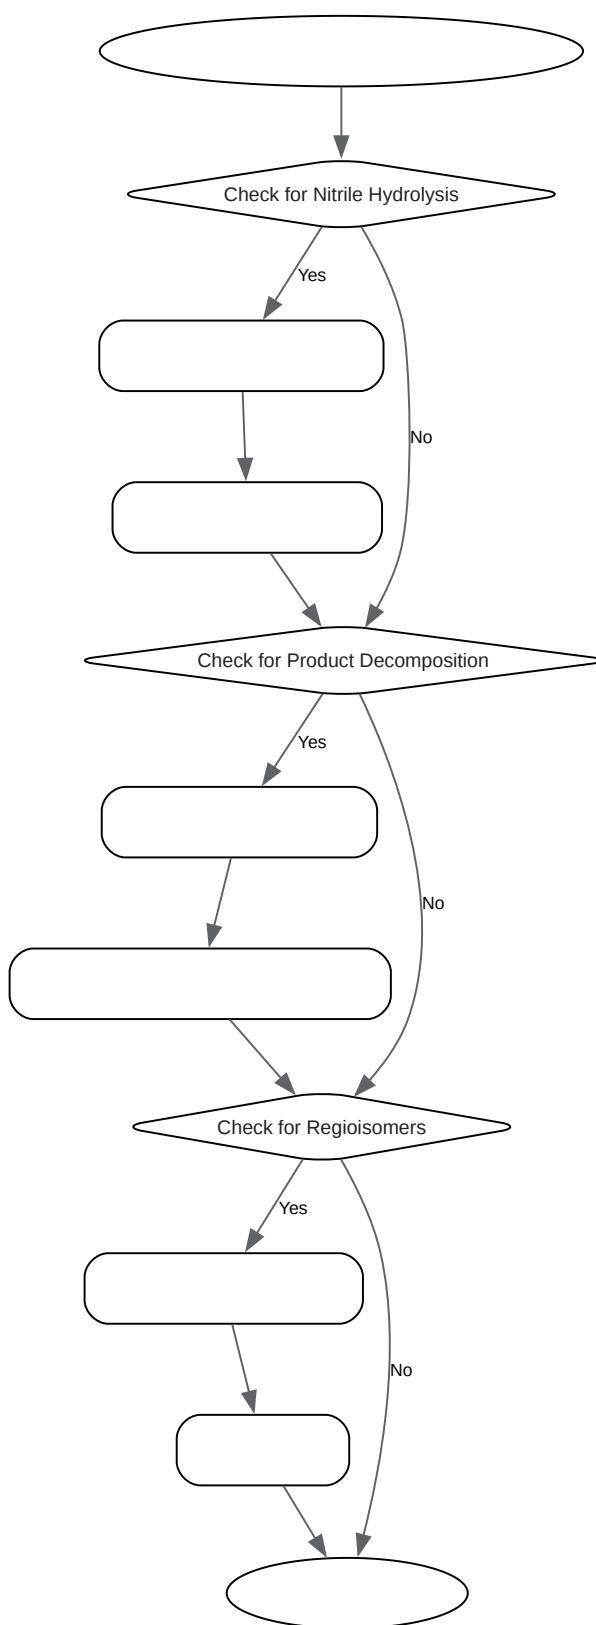 Check for Nitrile Hydrolysis
Yes
No
Check for Product Decomposition
Yes
No
Check for Regioisomers
Yes
No